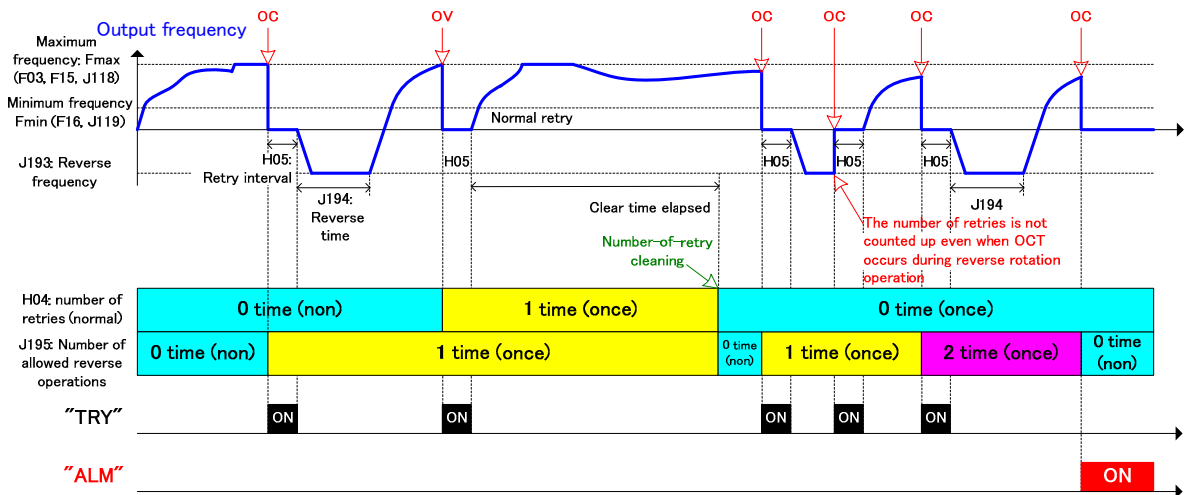 OC
OV
OC
OC
OC
OC
Output frequency
Maximum
frequency: Fmax
(F03, F15, J118)
Minimum frequency
Fmin (F16, J119)
Normal retry
J193: Reverse
frequency
H05:
Retry interval
H05
H05
H05
H05
J194:
Reverse
time
J194
Clear time elapsed
Number-of-retry
cleaning
The number of retries is not
counted up even when OCT
occurs during reverse rotation
operation
H04: number of
retries (normal)
0 time (non)
1 time (once)
0 time (once)
J195: Number of
allowed reverse
operations
0 time (non)
1 time (once)
0 time
(non)
1 time (once)
2 time (once)
0 time
(non)
"TRY"
ON
ON
ON
ON
ON
"ALM"
ON